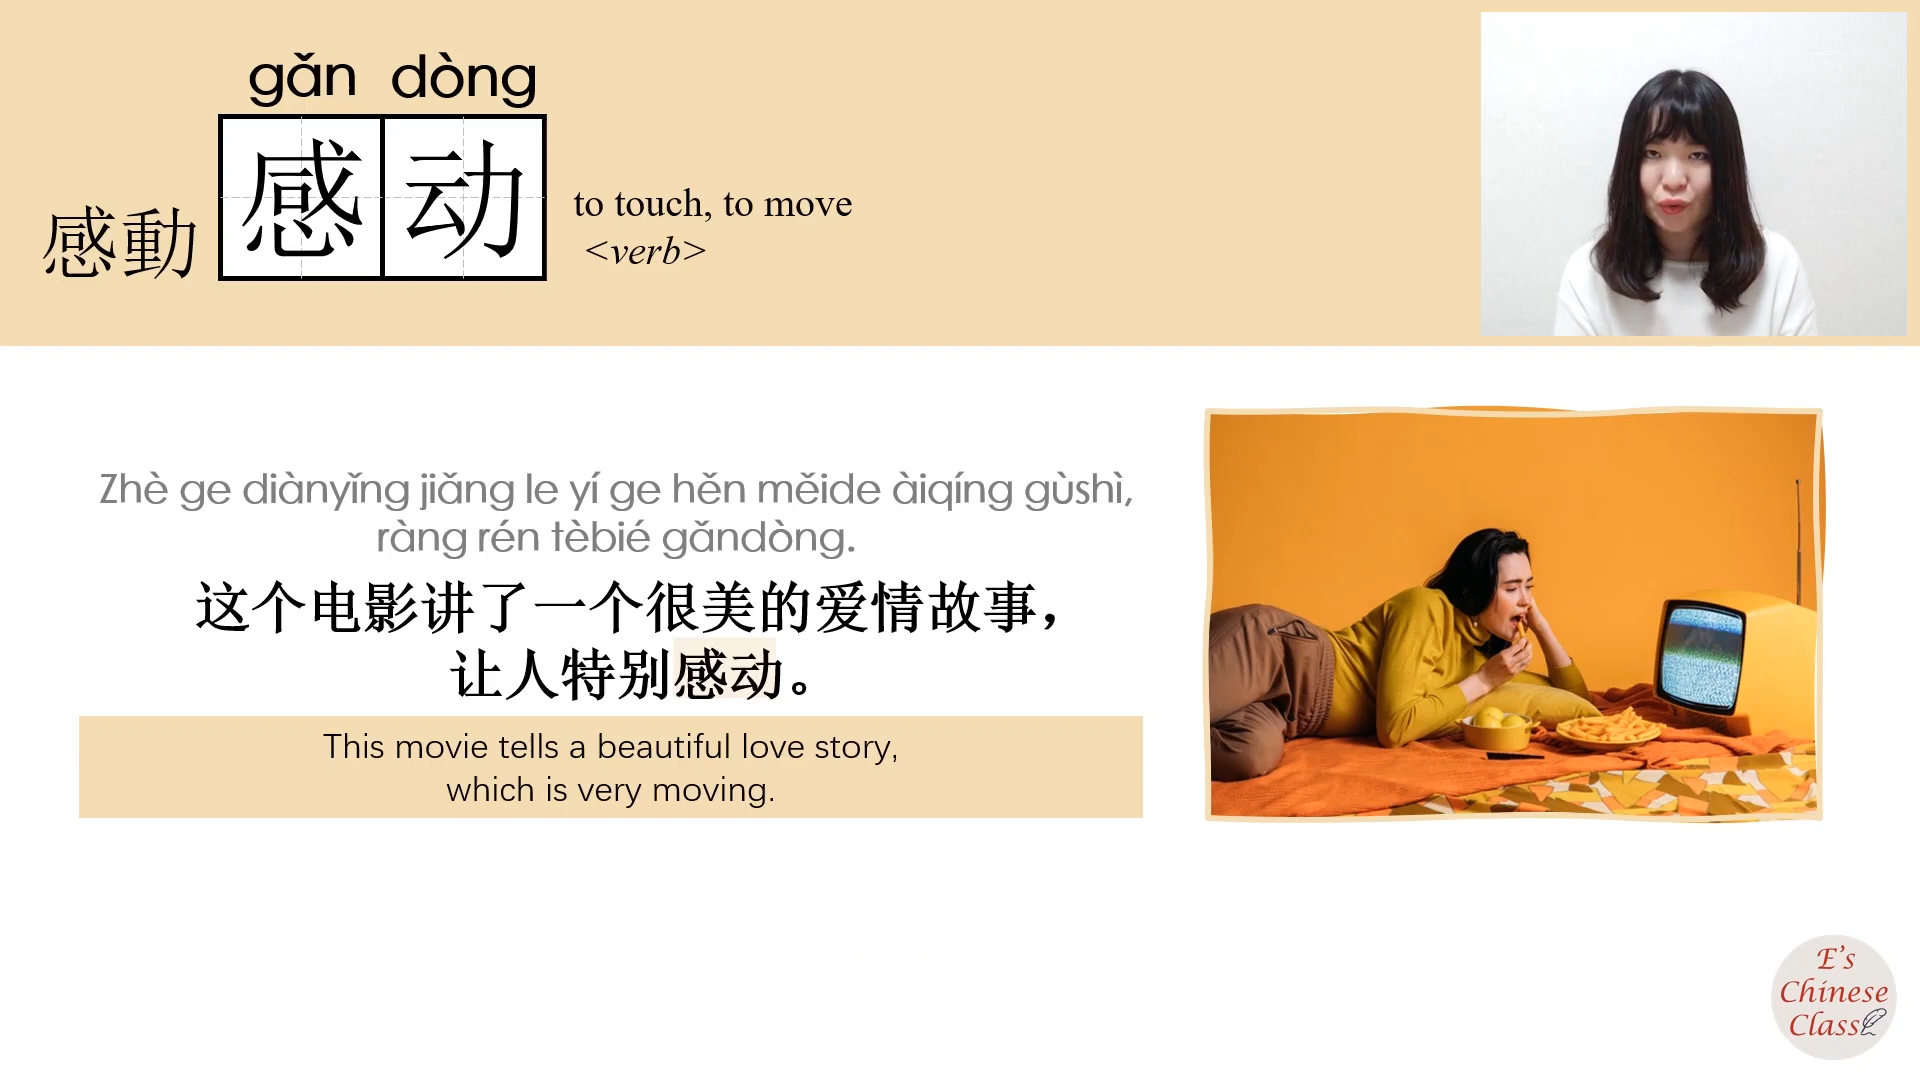 gǎn dòng
感動
感动
to touch, to move
<verb>
Zhè ge diànyǐng jiǎng le yí ge hěn měide àiqíng gùshì,
ràng rén tèbié gǎndòng.
这个电影讲了一个很美的爱情故事，
让人特别感动。
This movie tells a beautiful love story,
which is very moving.
E's
Chinese
Class